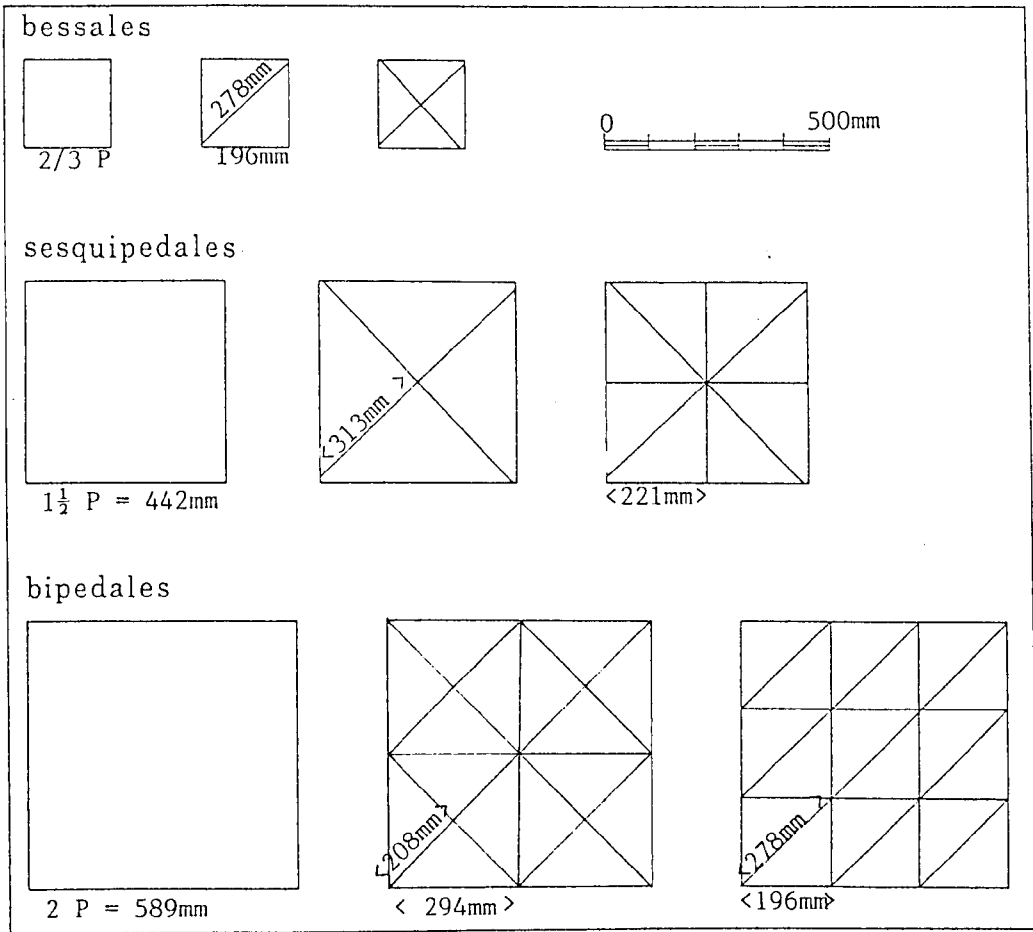 bessales
2/3 P
278mm
196mm
0 500mm
sesquipedales
1½ P = 442mm
<313mm>
<221mm>
bipedales
2 P = 589mm
<208mm>
< 294mm >
<278mm>
<196mm>